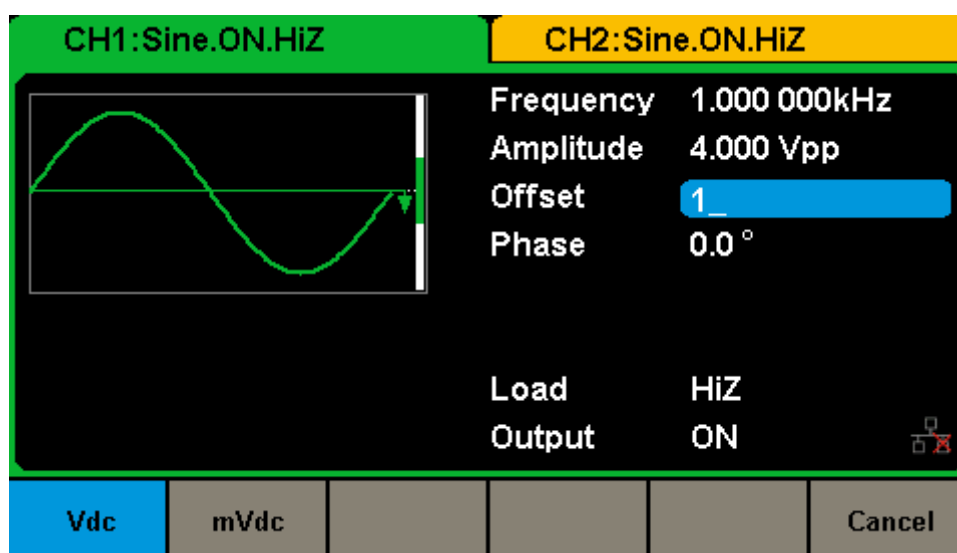 CH1:Sine.ON.HiZ
CH2:Sine.ON.HiZ
Frequency 1.000 000kHz
Amplitude 4.000 Vpp
Offset 1_
Phase 0.0 °
Load HiZ
Output ON
Vdc mVdc Cancel